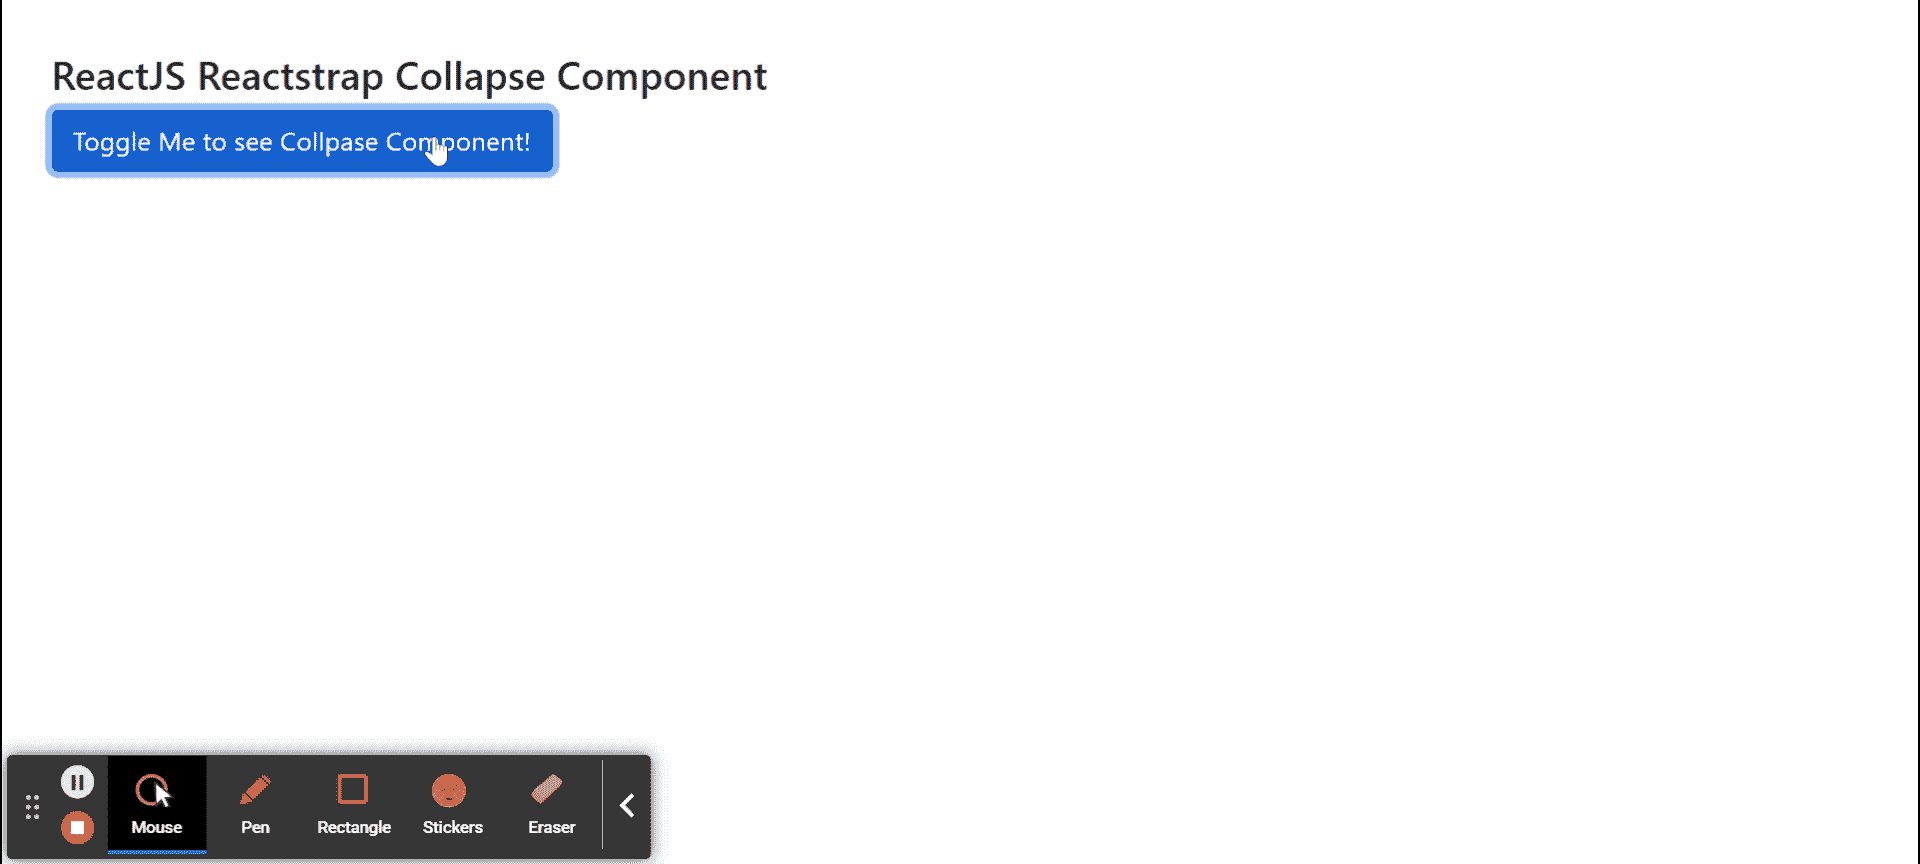 ReactJS Reactstrap Collapse Component
Toggle Me to see Collpase Component!
Mouse
Pen
Rectangle
Stickers
Eraser